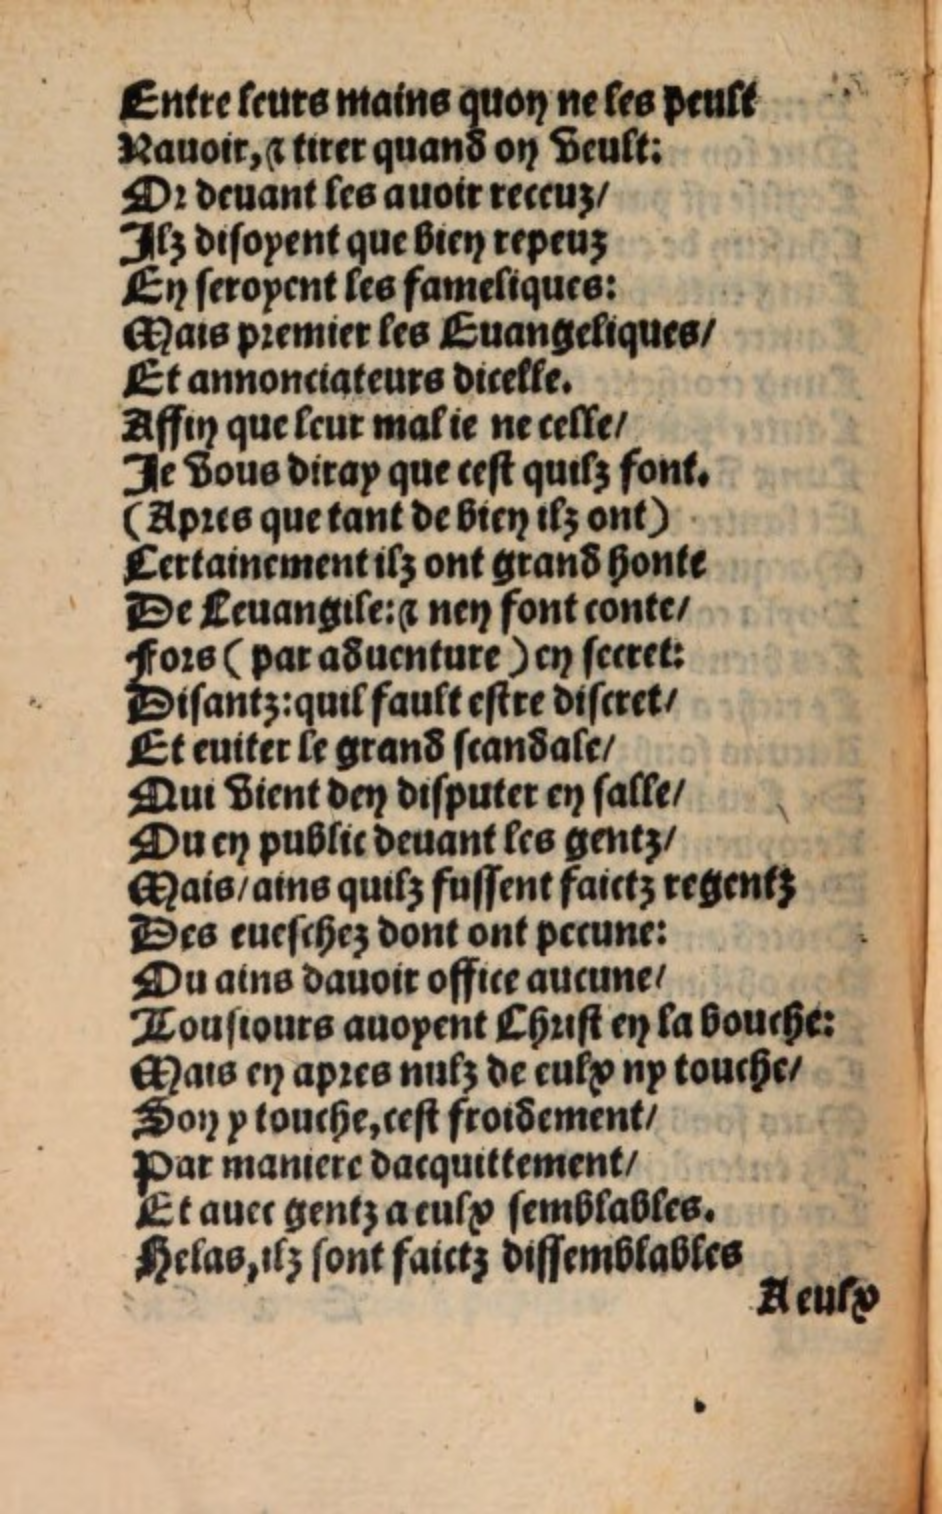 Entre leurs mains quon ne les peult
Rauoir, & tirer quand on veult:
Or deuant les auoir receuz/
Ilz disoyent que bien repeuz
En seroyent les fameliques:
Mais premier les Euangeliques/
Et annonciateurs dicelle.
Affin que leur mal ie ne celle/
Je vous diray que cest quilz font.
(Apres que tant de bien ilz ont)
Certainement ilz ont grand honte
De Leuangile: & nen font conte/
Fors ( par aduenture ) en secret:
Disantz: quil fault estre discret/
Et euiter le grand scandale/
Qui vient den disputer en salle/
Ou en public deuant les gentz/
Mais/ ains quilz fussent faictz regentz
Des eueschez dont ont pecune:
Ou ains dauoir office aucune/
Tousiours auoyent Christ en la bouche:
Mais en apres nulz de eulx ny touche/
Son y touche, cest froidement/
Par maniere dacquittement/
Et auec gentz a eulx semblables.
Helas, ilz sont faictz dissemblables
A eulx